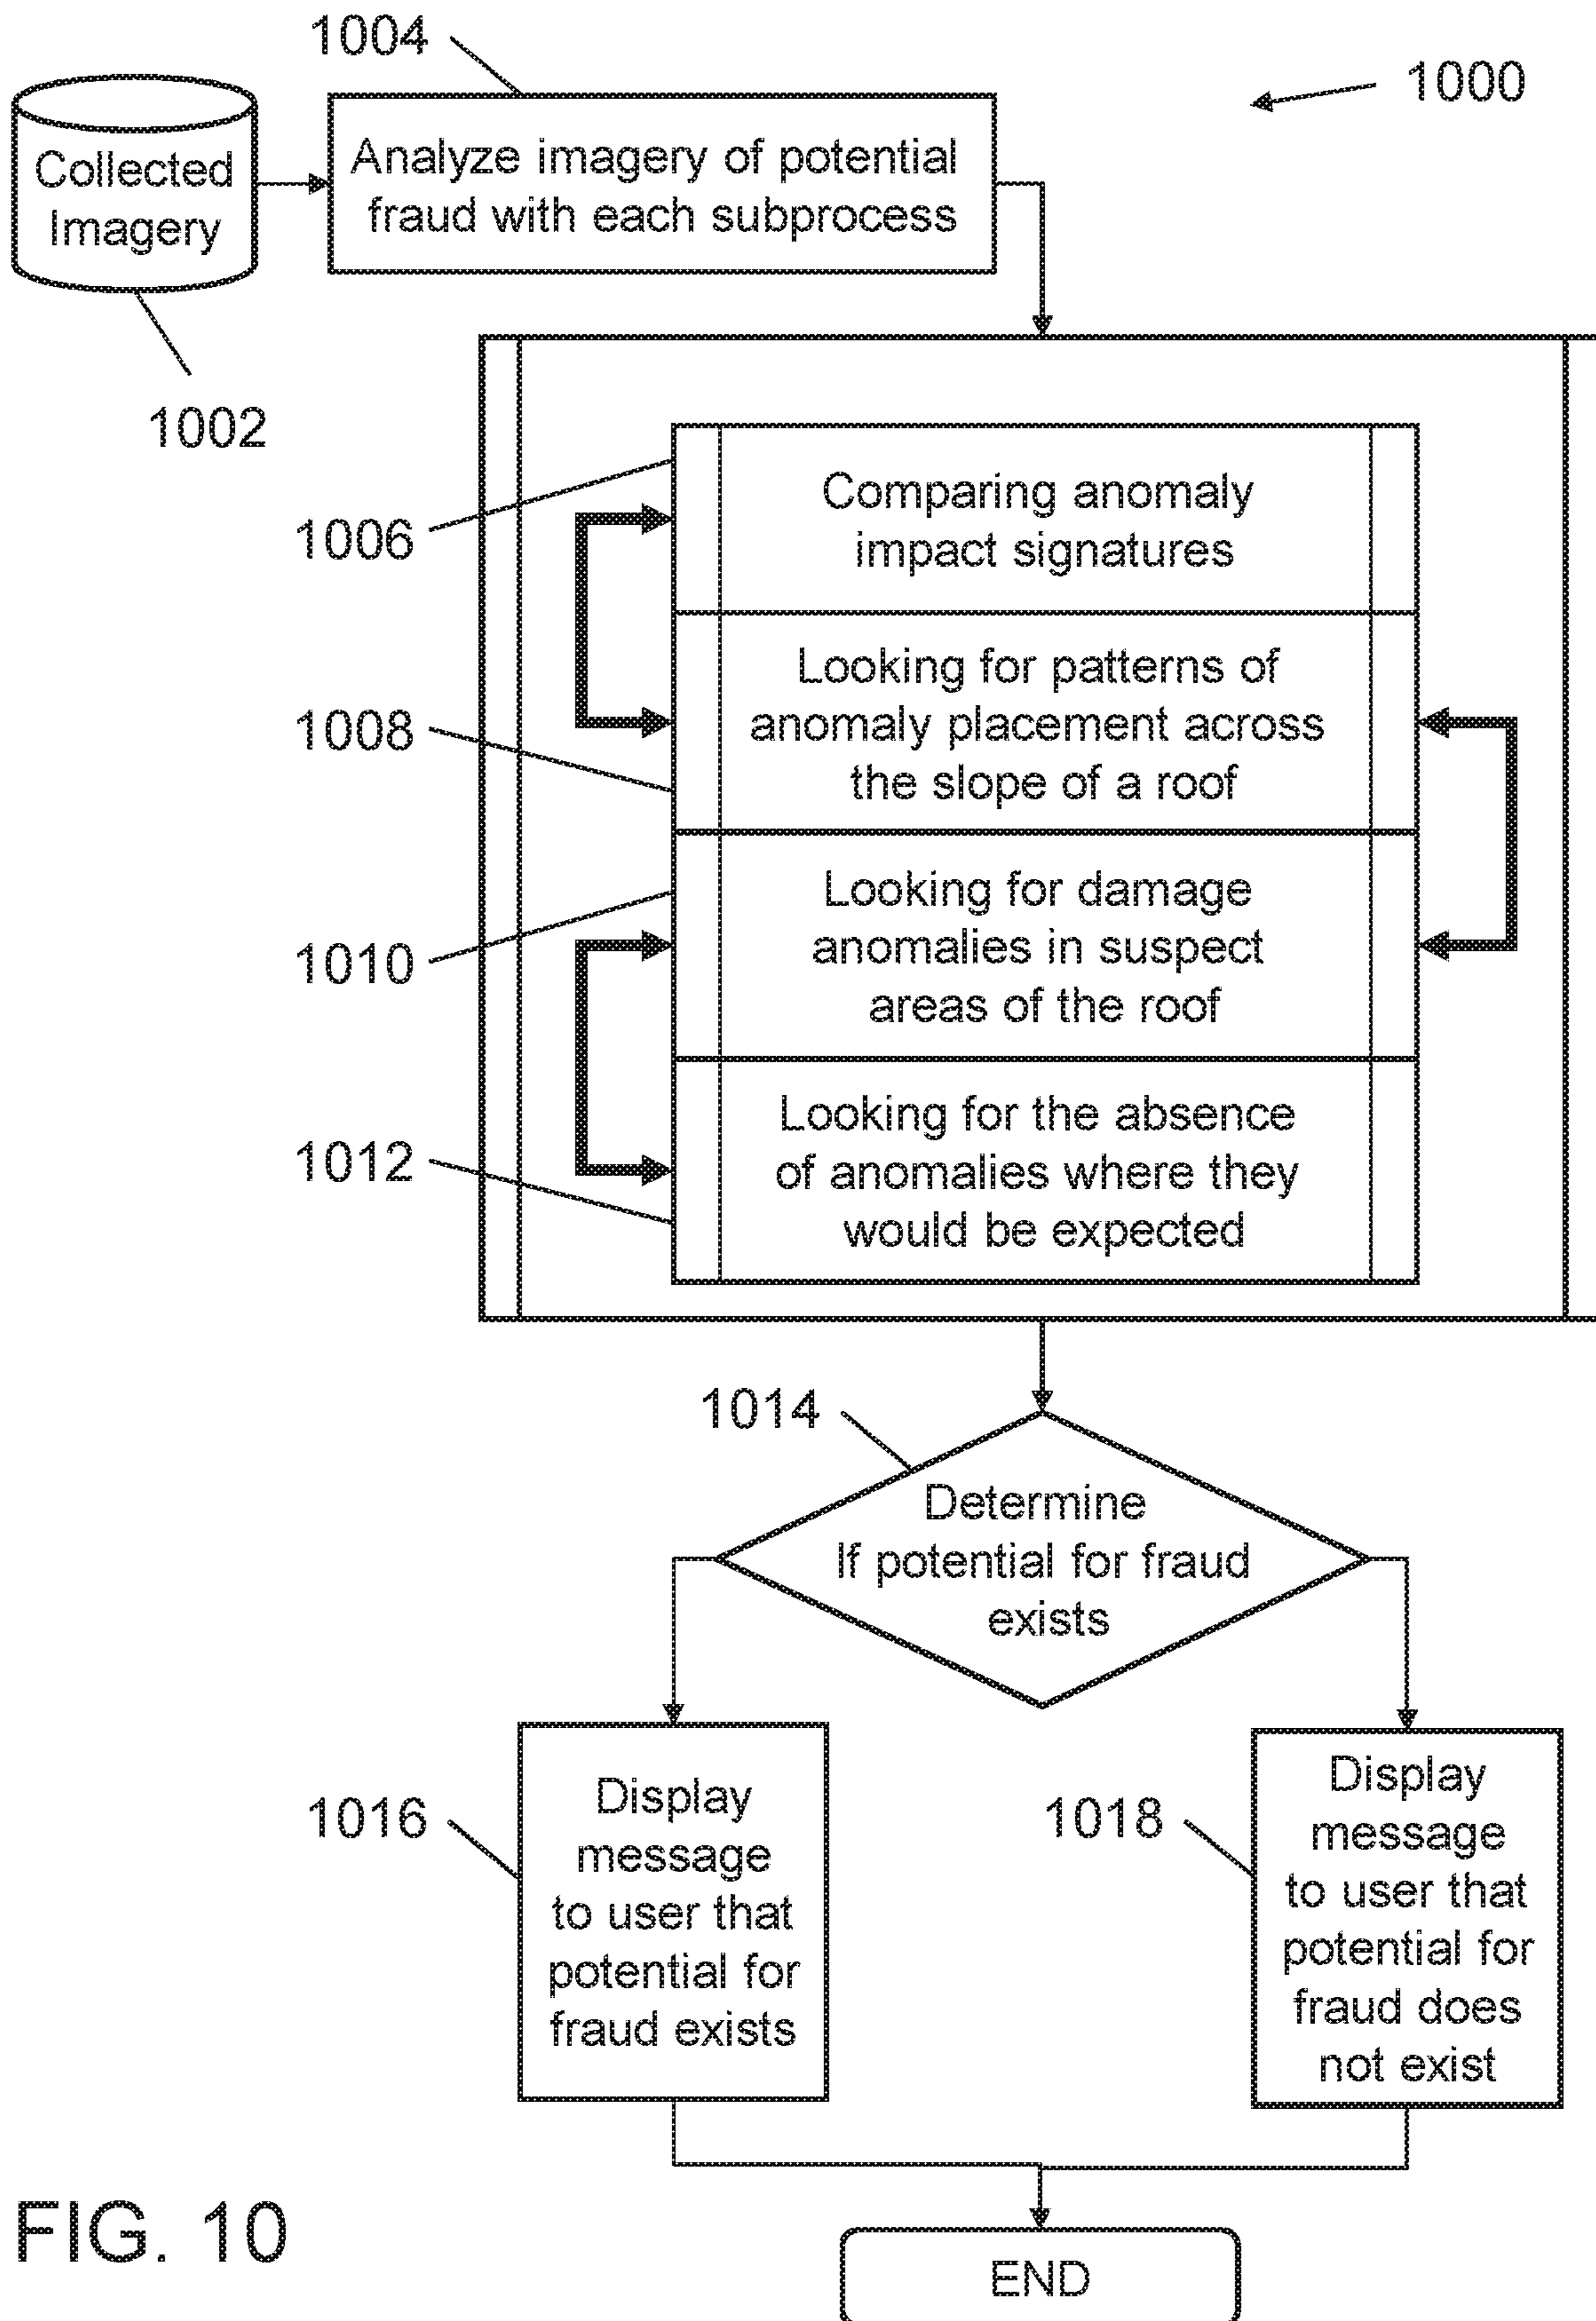 1004
1000
Collected
Imagery
Analyze imagery of potential
fraud with each subprocess
1002
1006
Comparing anomaly
impact signatures
1008
Looking for patterns of
anomaly placement across
the slope of a roof
1010
Looking for damage
anomalies in suspect
areas of the roof
1012
Looking for the absence
of anomalies where they
would be expected
1014
Determine
If potential for fraud
exists
1016
Display
message
to user that
potential for
fraud exists
1018
Display
message
to user that
potential for
fraud does
not exist
FIG. 10
END